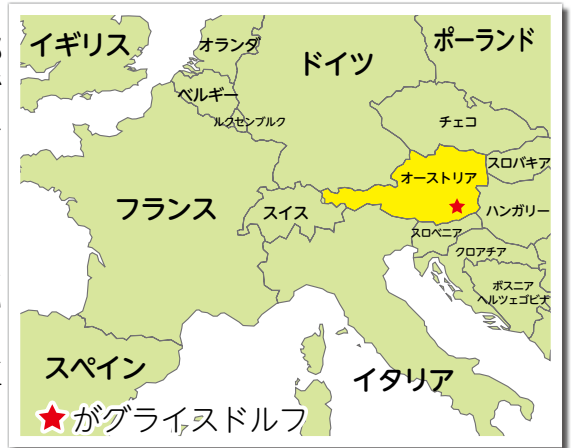 イギリス
オランダ
ドイツ
ポーランド
ベルギー
ルクセンブルク
チェコ
スロバキア
オーストリア
フランス
スイス
ハンガリー
スロベニア
クロアチア
ボスニア
ヘルツェゴビナ
スペイン
イタリア
★がグライスドルフ